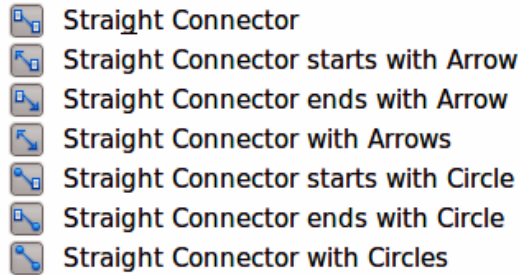 Straight Connector
Straight Connector starts with Arrow
Straight Connector ends with Arrow
Straight Connector with Arrows
Straight Connector starts with Circle
Straight Connector ends with Circle
Straight Connector with Circles